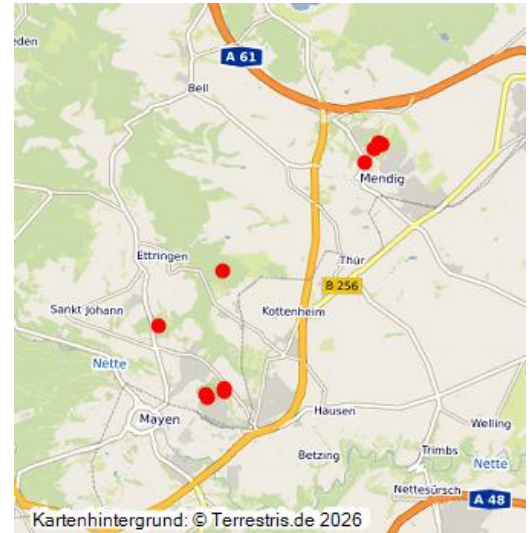 eden
A 61
Bell
Mendig
Ettringen
Thür
B 256
Sankt Johann
Kottenheim
Nette
Mayen
Hausen
Welling
Betzing
Trimbs
Nette
Nettesürsch
A 48
Kartenhintergrund: © Terrestris.de 2026